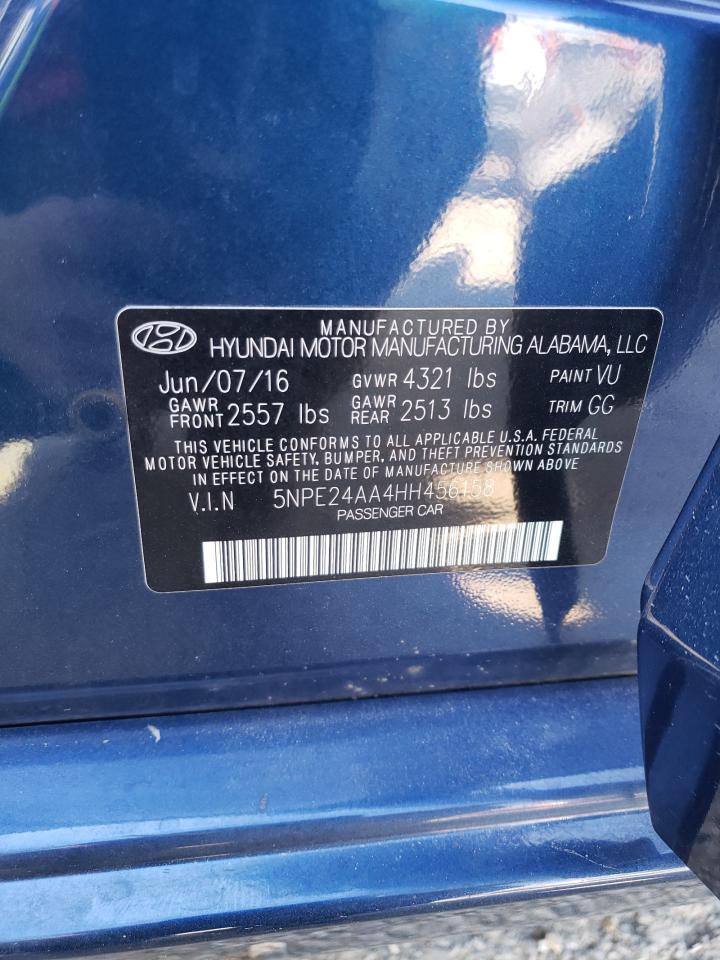 MANUFACTURED BY
HYUNDAI MOTOR MANUFACTURING ALABAMA, LLC
Jun/07/16 GVWR 4321 lbs PAINT VU
GAWR FRONT 2557 lbs GAWR REAR 2513 lbs TRIM GG
THIS VEHICLE CONFORMS TO ALL APPLICABLE U.S.A. FEDERAL
MOTOR VEHICLE SAFETY, BUMPER, AND THEFT PREVENTION STANDARDS
IN EFFECT ON THE DATE OF MANUFACTURE SHOWN ABOVE
V.I.N 5NPE24AA4HH456158
PASSENGER CAR